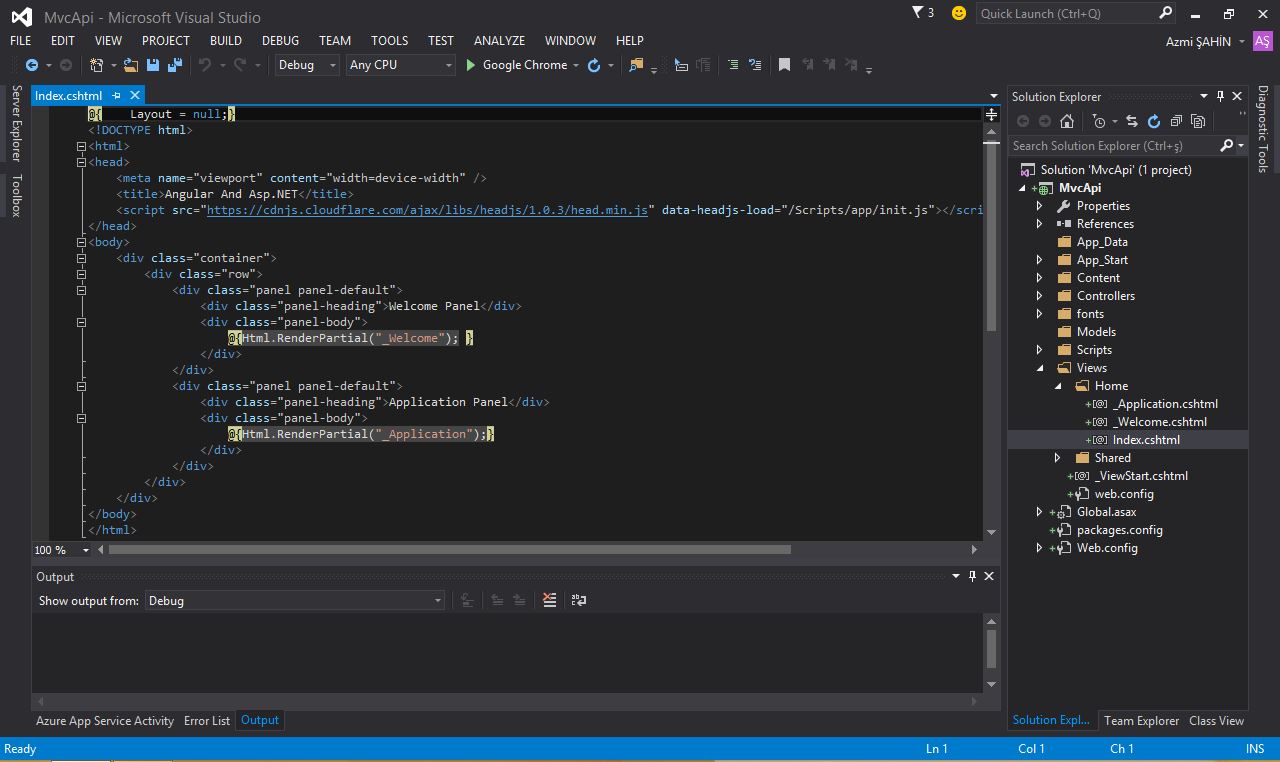 MvcApi - Microsoft Visual Studio
3
Quick Launch (Ctrl+Q)
FILE EDIT VIEW PROJECT BUILD DEBUG TEAM TOOLS TEST ANALYZE WINDOW HELP
Azmi ŞAHİN AŞ
Debug Any CPU Google Chrome
Server Explorer
Toolbox
Index.cshtml
@{    Layout = null;}
<!DOCTYPE html>
<html>
<head>
    <meta name="viewport" content="width=device-width" />
    <title>Angular And Asp.NET</title>
    <script src="https://cdnjs.cloudflare.com/ajax/libs/headjs/1.0.3/head.min.js" data-headjs-load="/Scripts/app/init.js"></scri
</head>
<body>
    <div class="container">
        <div class="row">
            <div class="panel panel-default">
                <div class="panel-heading">Welcome Panel</div>
                <div class="panel-body">
                    @{Html.RenderPartial("_Welcome"); }
                </div>
            </div>
            <div class="panel panel-default">
                <div class="panel-heading">Application Panel</div>
                <div class="panel-body">
                    @{Html.RenderPartial("_Application");}
                </div>
            </div>
        </div>
    </div>
</body>
</html>
100 %
Output
Show output from: Debug
Azure App Service Activity Error List Output
Solution Explorer
Search Solution Explorer (Ctrl+ş)
Solution 'MvcApi' (1 project)
MvcApi
Properties
References
App_Data
App_Start
Content
Controllers
fonts
Models
Scripts
Views
Home
_Application.cshtml
_Welcome.cshtml
Index.cshtml
Shared
_ViewStart.cshtml
web.config
Global.asax
packages.config
Web.config
Solution Expl... Team Explorer Class View
Diagnostic Tools
Ready Ln 1 Col 1 Ch 1 INS